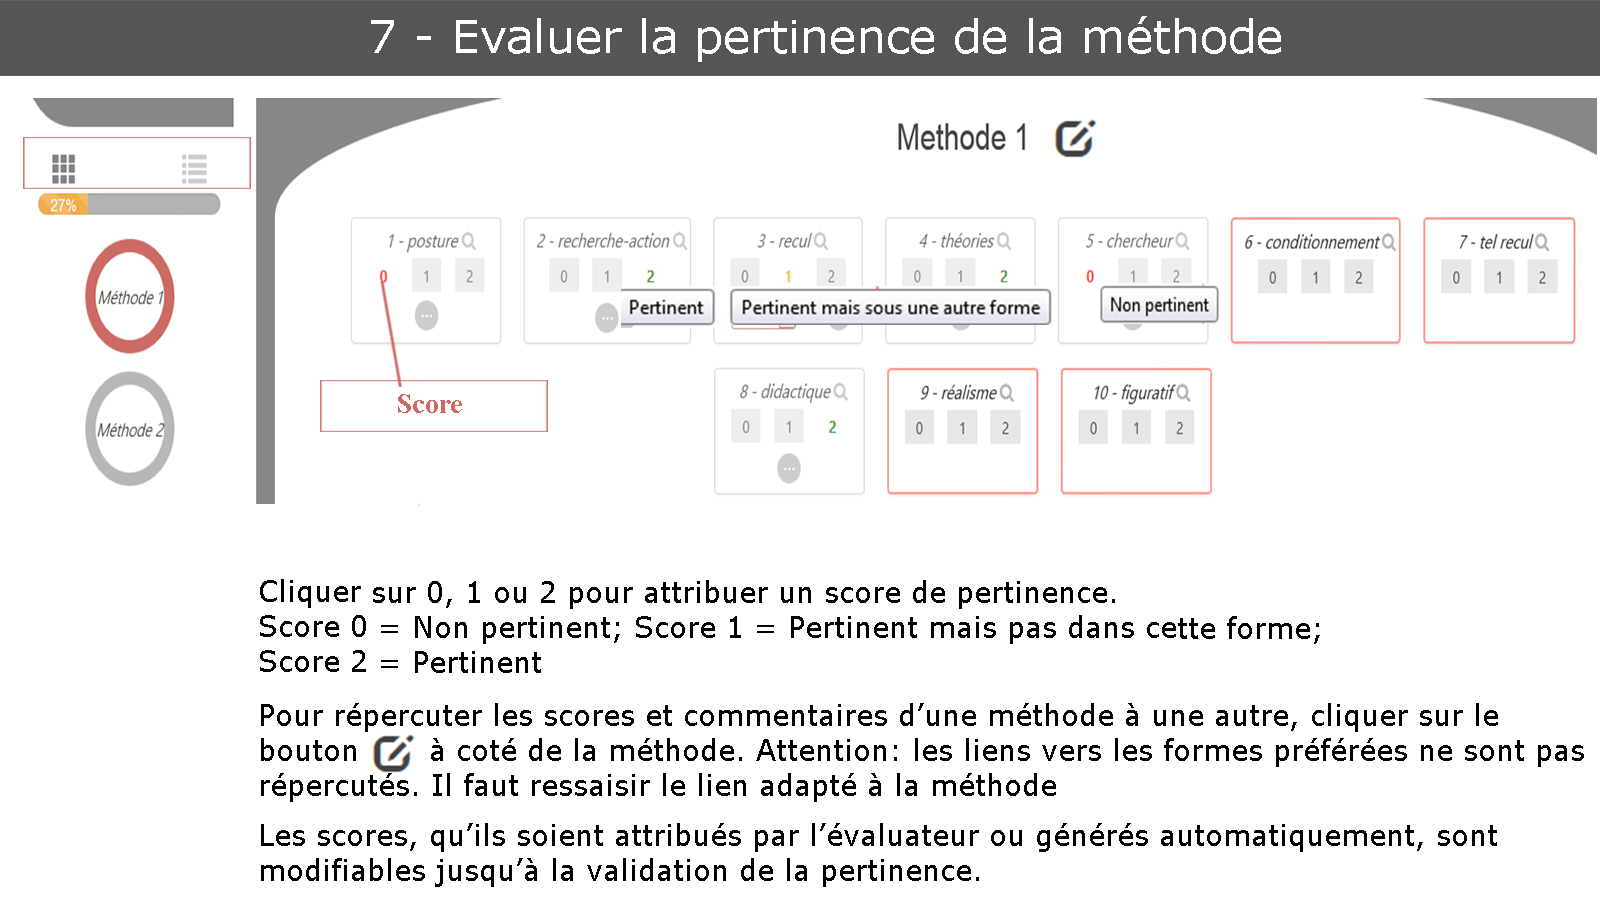 7 - Evaluer la pertinence de la méthode
Methode 1
27%
Méthode 1
Méthode 2
1 - posture
0 1 2
2 - recherche-action
0 1 2
3 - recul
0 1 2
4 - théories
0 1 2
5 - chercheur
0 1 2
6 - conditionnement
0 1 2
7 - tel recul
0 1 2
Pertinent
Pertinent mais sous une autre forme
Non pertinent
Score
8 - didactique
0 1 2
9 - réalisme
0 1 2
10 - figuratif
0 1 2
Cliquer sur 0, 1 ou 2 pour attribuer un score de pertinence.
Score 0 = Non pertinent; Score 1 = Pertinent mais pas dans cette forme;
Score 2 = Pertinent
Pour répercuter les scores et commentaires d’une méthode à une autre, cliquer sur le
bouton à coté de la méthode. Attention: les liens vers les formes préférées ne sont pas
répercutés. Il faut ressaisir le lien adapté à la méthode
Les scores, qu’ils soient attribués par l’évaluateur ou générés automatiquement, sont
modifiables jusqu’à la validation de la pertinence.